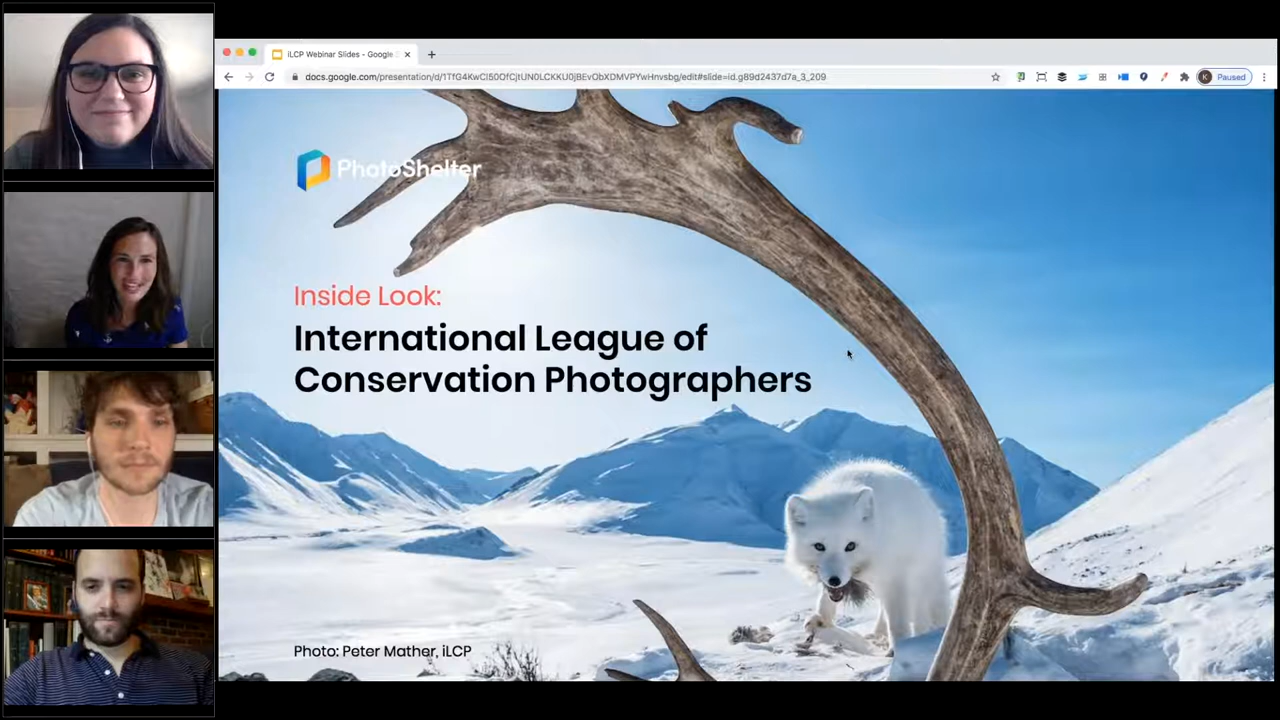 iLCP Webinar Slides - Google S
docs.google.com/presentation/d/1TfG4KwCI50OfCjtUN0LCKKU0jBEvObXDMVPYwHnvsbg/edit#slide=id.g89d2437d7a_3_209
K Paused
PhotoShelter
Inside Look:
International League of
Conservation Photographers
Photo: Peter Mather, iLCP